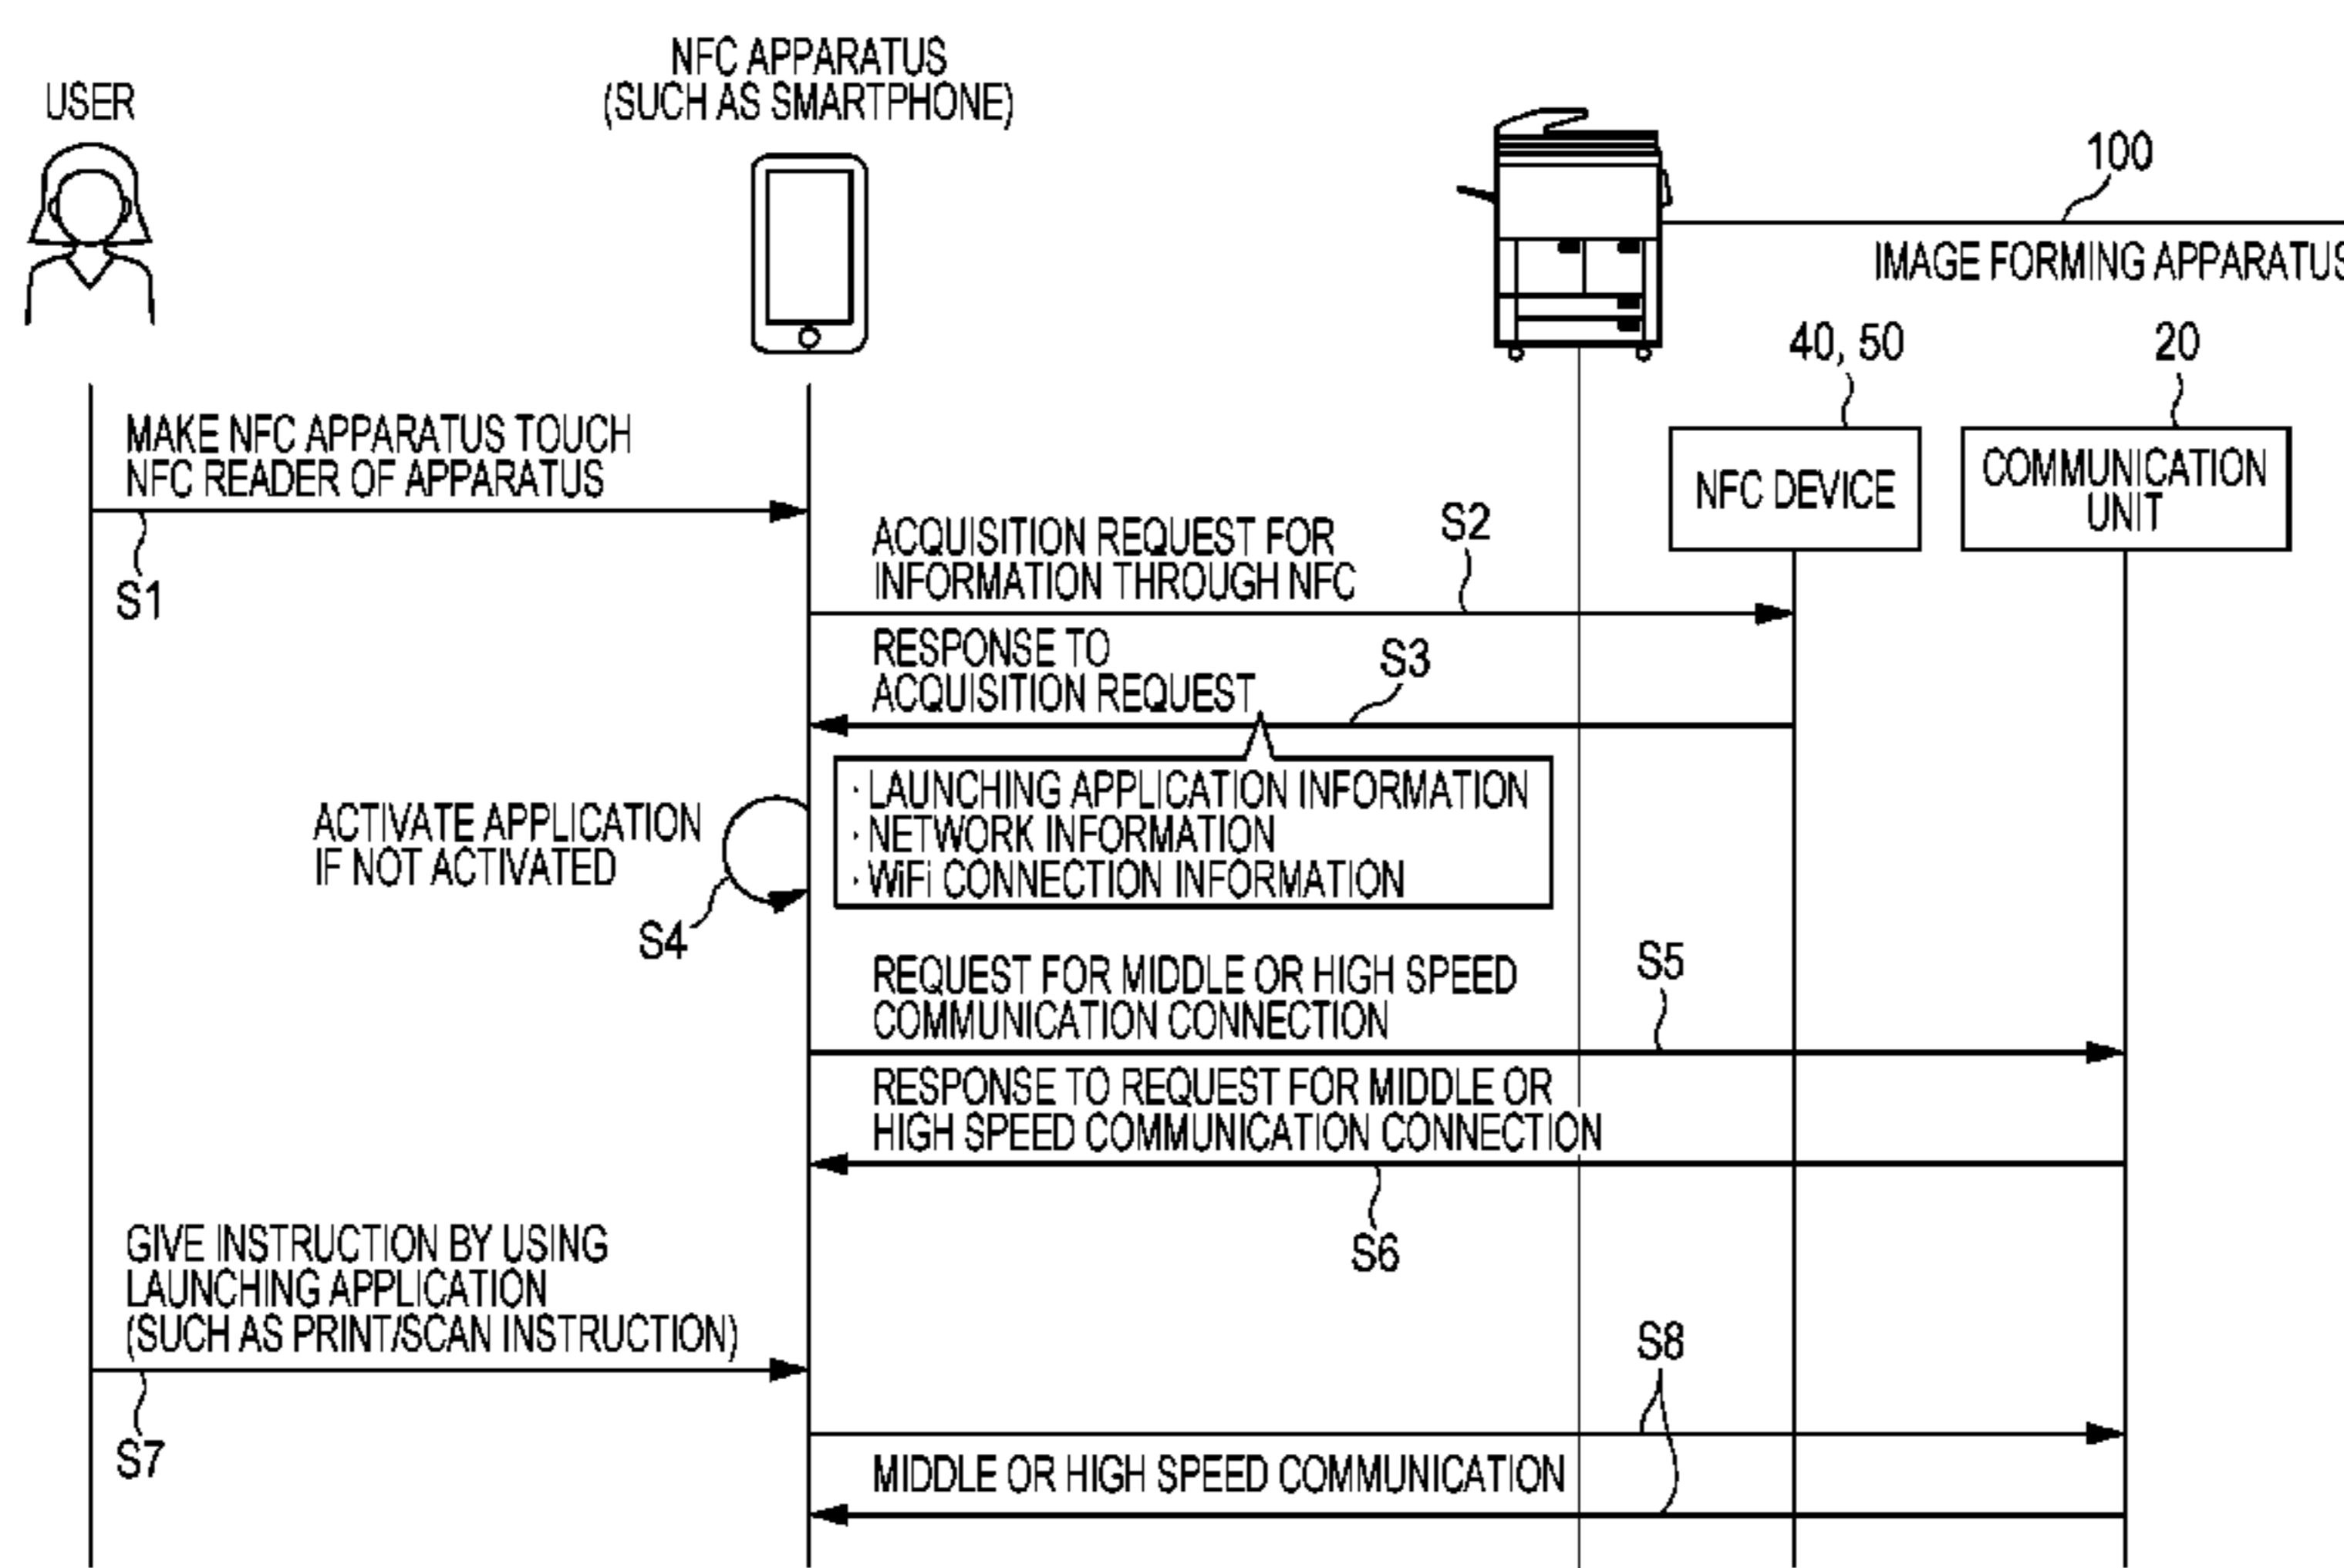 USER
NFC APPARATUS
(SUCH AS SMARTPHONE)
100
IMAGE FORMING APPARATUS
40, 50
20
NFC DEVICE
COMMUNICATION
UNIT
MAKE NFC APPARATUS TOUCH
NFC READER OF APPARATUS
S1
ACQUISITION REQUEST FOR
INFORMATION THROUGH NFC
S2
RESPONSE TO
ACQUISITION REQUEST
S3
· LAUNCHING APPLICATION INFORMATION
· NETWORK INFORMATION
· WiFi CONNECTION INFORMATION
ACTIVATE APPLICATION
IF NOT ACTIVATED
S4
REQUEST FOR MIDDLE OR HIGH SPEED
COMMUNICATION CONNECTION
S5
RESPONSE TO REQUEST FOR MIDDLE OR
HIGH SPEED COMMUNICATION CONNECTION
S6
GIVE INSTRUCTION BY USING
LAUNCHING APPLICATION
(SUCH AS PRINT/SCAN INSTRUCTION)
S7
S8
MIDDLE OR HIGH SPEED COMMUNICATION